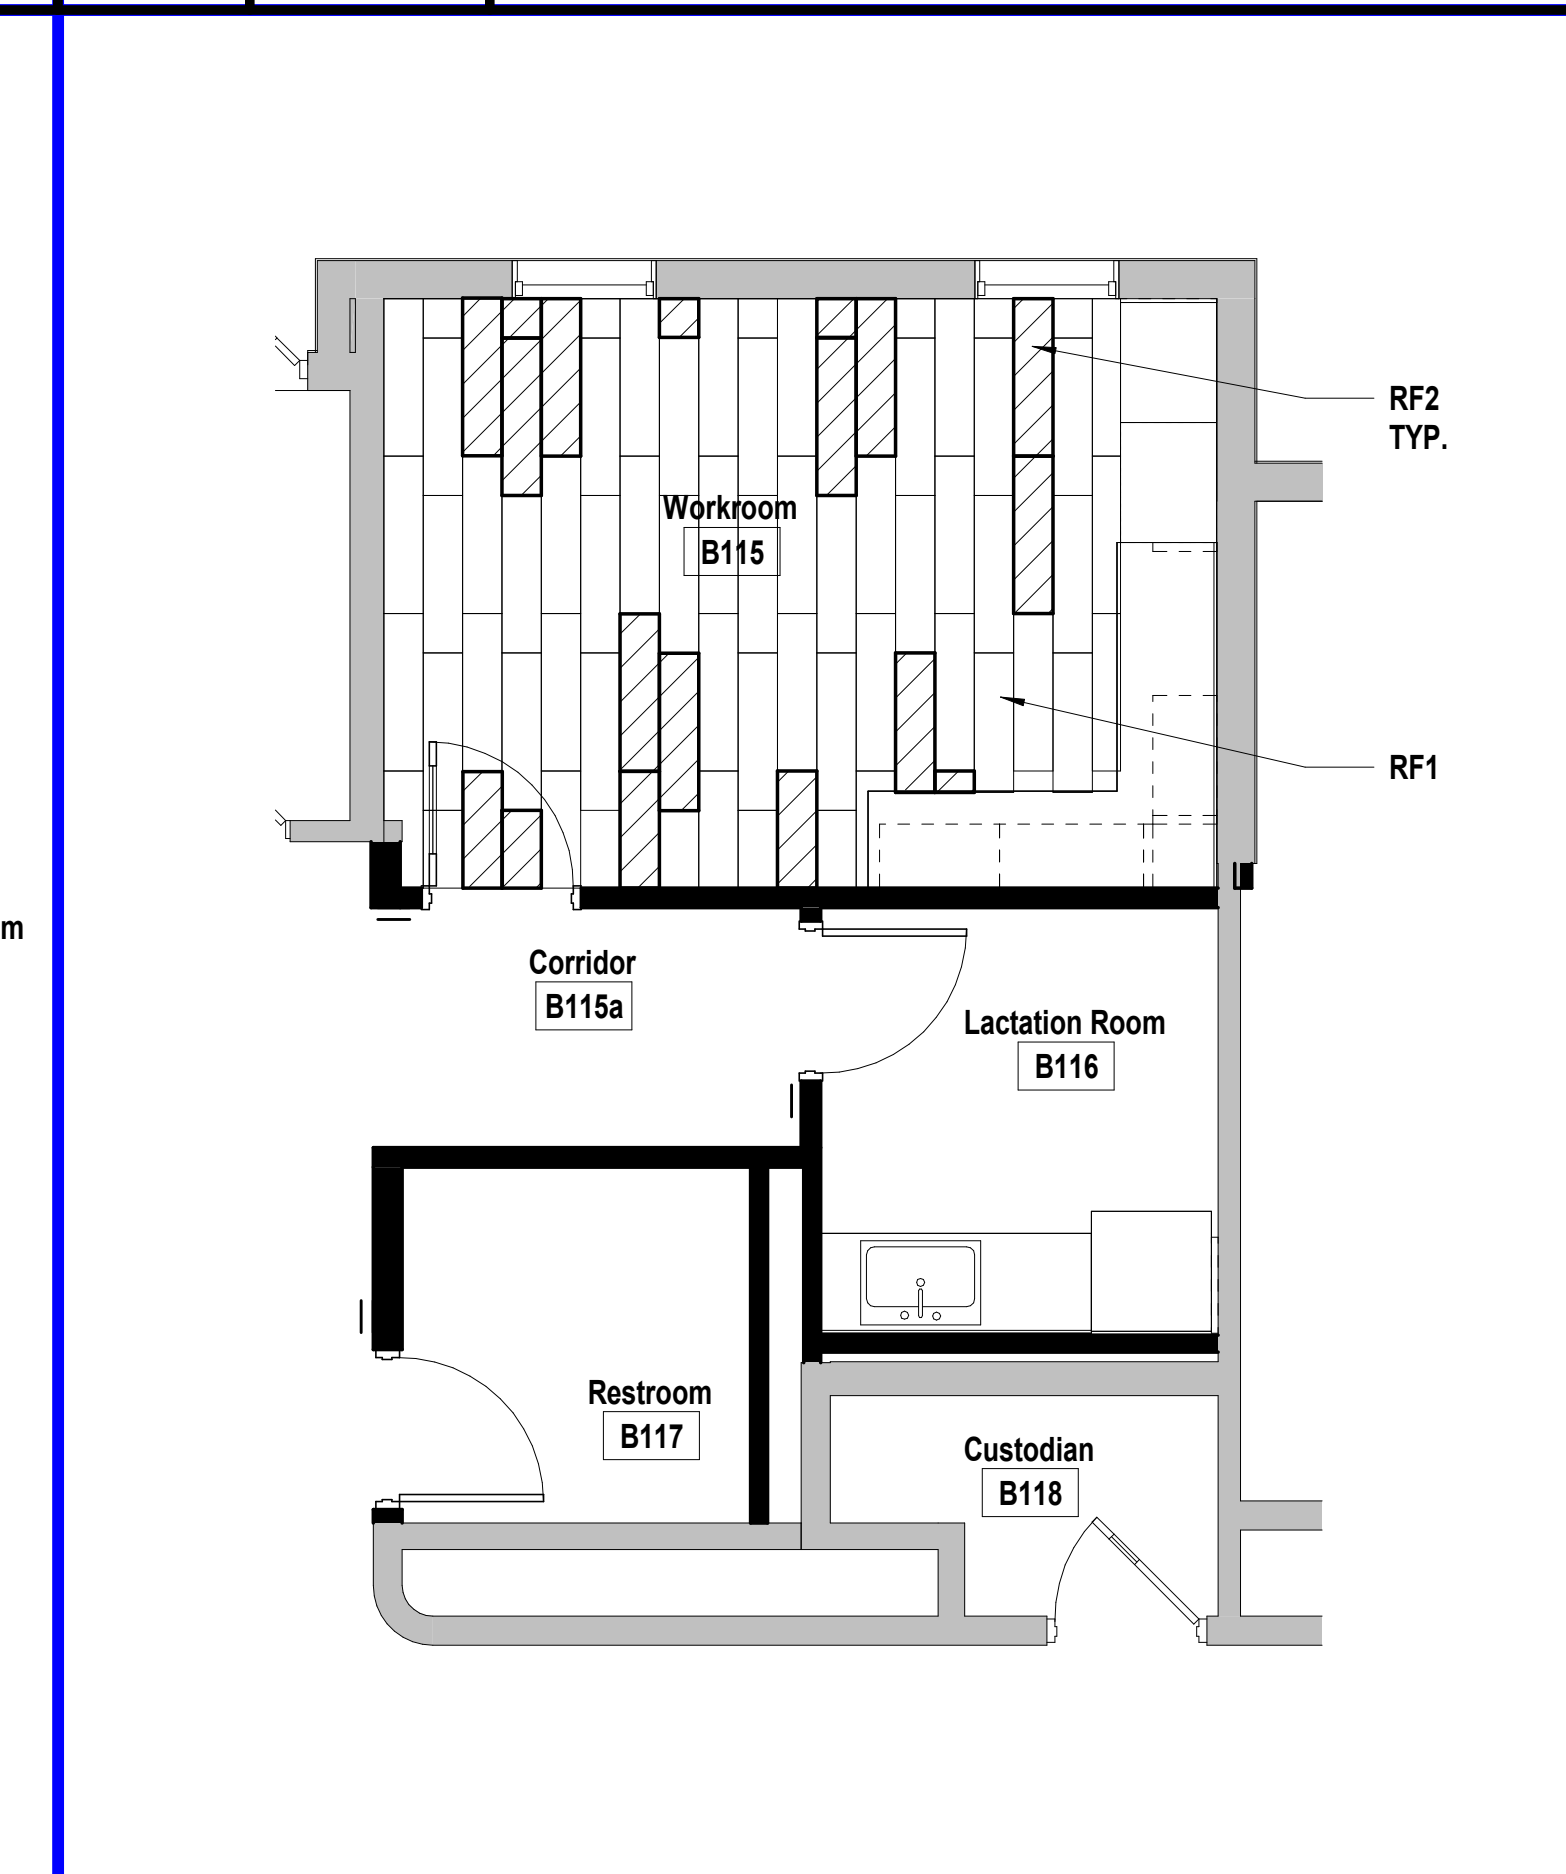 RF2
TYP.
Workroom
B115
RF1
m
Corridor
B115a
Lactation Room
B116
Restroom
B117
Custodian
B118